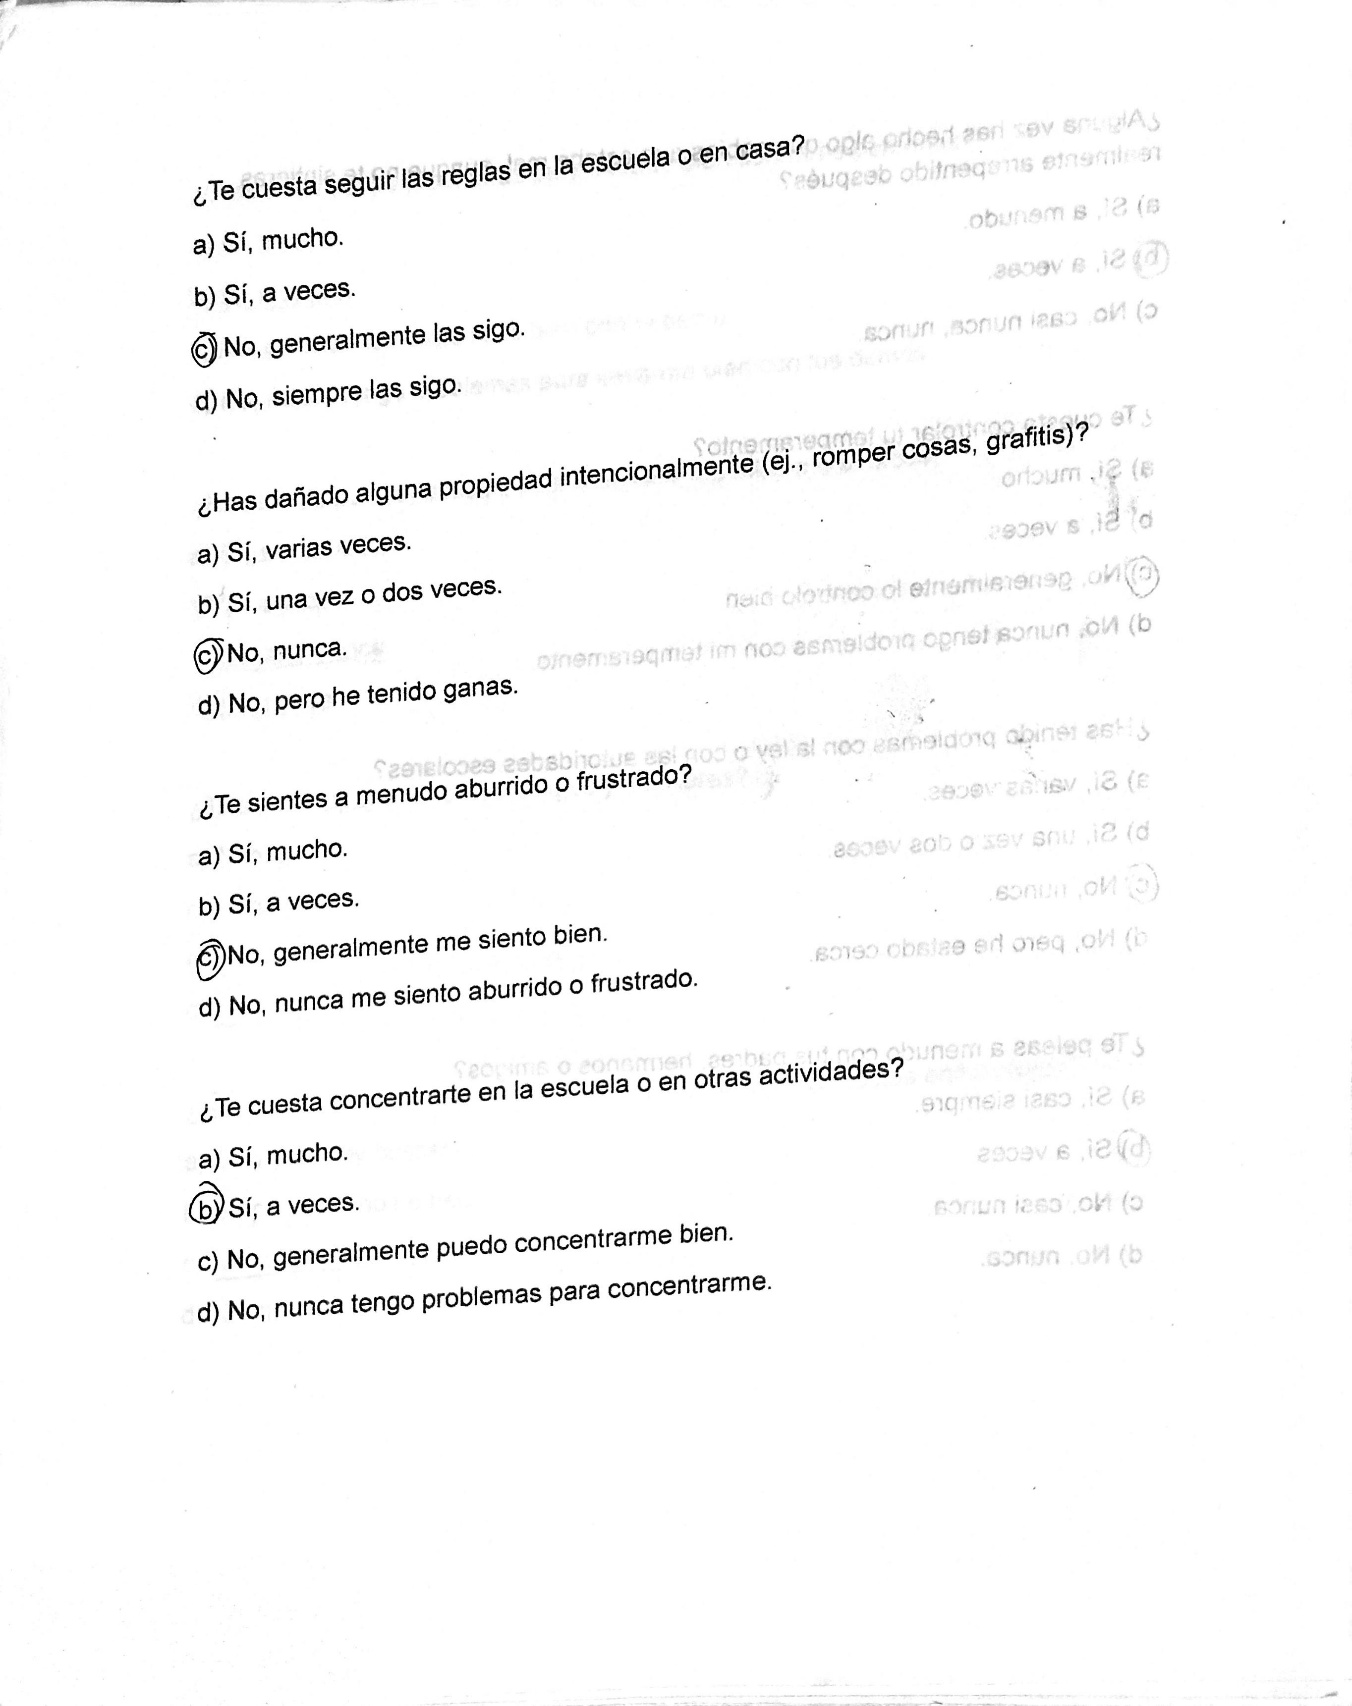 ¿Te cuesta seguir las reglas en la escuela o en casa?
a) Sí, mucho.
b) Sí, a veces.
c) No, generalmente las sigo.
d) No, siempre las sigo.
¿Has dañado alguna propiedad intencionalmente (ej., romper cosas, grafitis)?
a) Sí, varias veces.
b) Sí, una vez o dos veces.
c) No, nunca.
d) No, pero he tenido ganas.
¿Te sientes a menudo aburrido o frustrado?
a) Sí, mucho.
b) Sí, a veces.
c) No, generalmente me siento bien.
d) No, nunca me siento aburrido o frustrado.
¿Te cuesta concentrarte en la escuela o en otras actividades?
a) Sí, mucho.
b) Sí, a veces.
c) No, generalmente puedo concentrarme bien.
d) No, nunca tengo problemas para concentrarme.